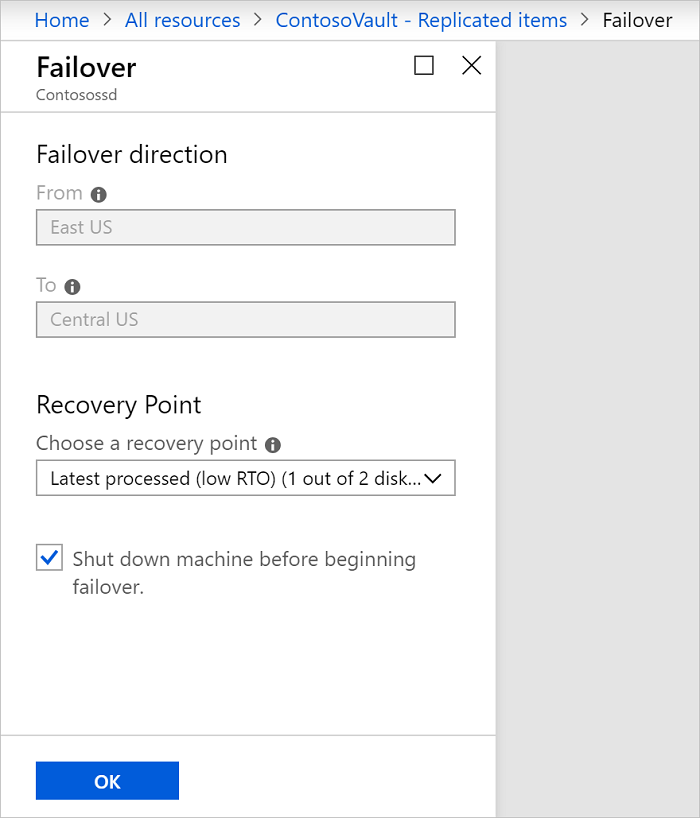 Home > All resources > ContosoVault - Replicated items > Failover
Failover
Contosossd
Failover direction
From
East US
To
Central US
Recovery Point
Choose a recovery point
Latest processed (low RTO) (1 out of 2 disk...
Shut down machine before beginning
failover.
OK